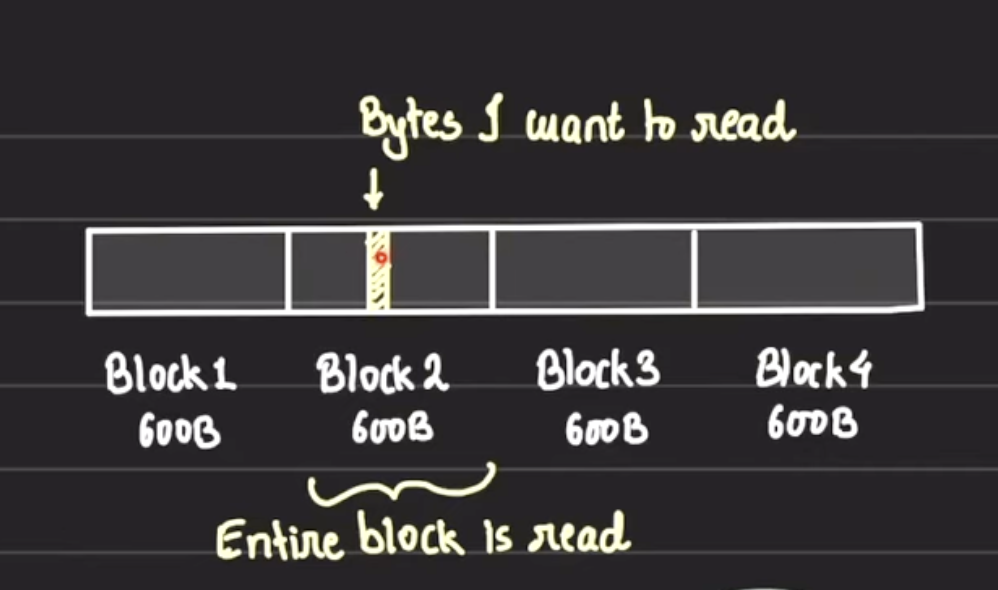 Bytes I want to read
Block 1 Block 2 Block 3 Block 4
600B 600B 600B 600B
Entire block is read